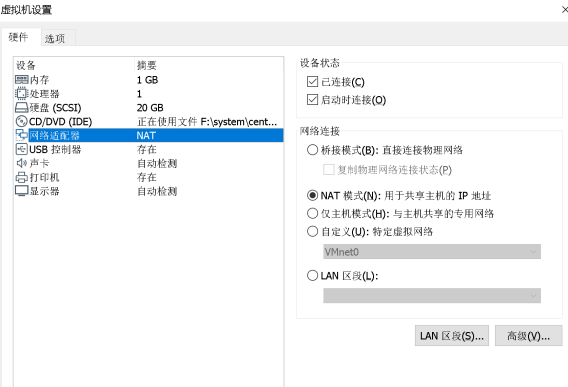 虚拟机设置
硬件 选项
设备 摘要
内存 1 GB
处理器 1
硬盘 (SCSI) 20 GB
CD/DVD (IDE) 正在使用文件 F:\system\cent...
网络适配器 NAT
USB 控制器 存在
声卡 自动检测
打印机 存在
显示器 自动检测
设备状态
已连接(C)
启动时连接(O)
网络连接
桥接模式(B): 直接连接物理网络
复制物理网络连接状态(P)
NAT 模式(N): 用于共享主机的 IP 地址
仅主机模式(H): 与主机共享的专用网络
自定义(U): 特定虚拟网络
VMnet0
LAN 区段(L):
LAN 区段(S)... 高级(V)...